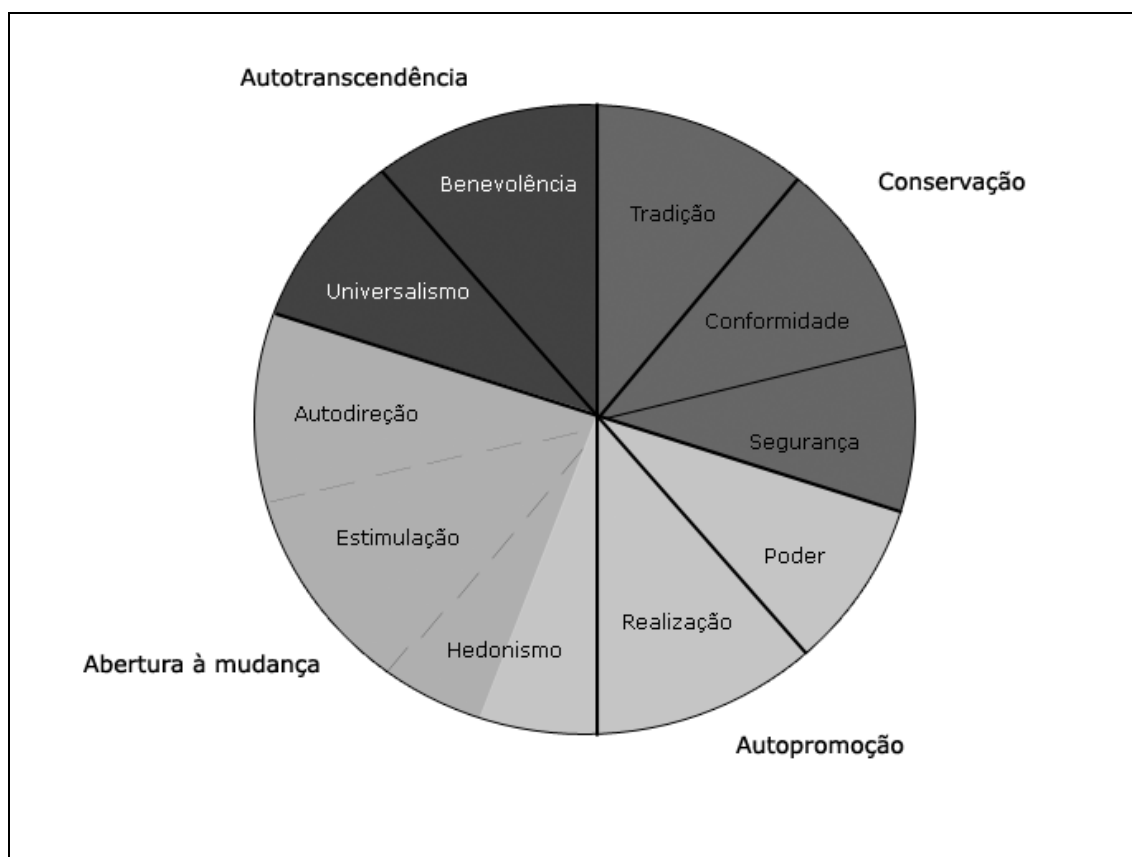 Autotranscendência
Benevolência
Tradição
Conservação
Universalismo
Conformidade
Autodireção
Segurança
Estimulação
Poder
Realização
Hedonismo
Abertura à mudança
Autopromoção